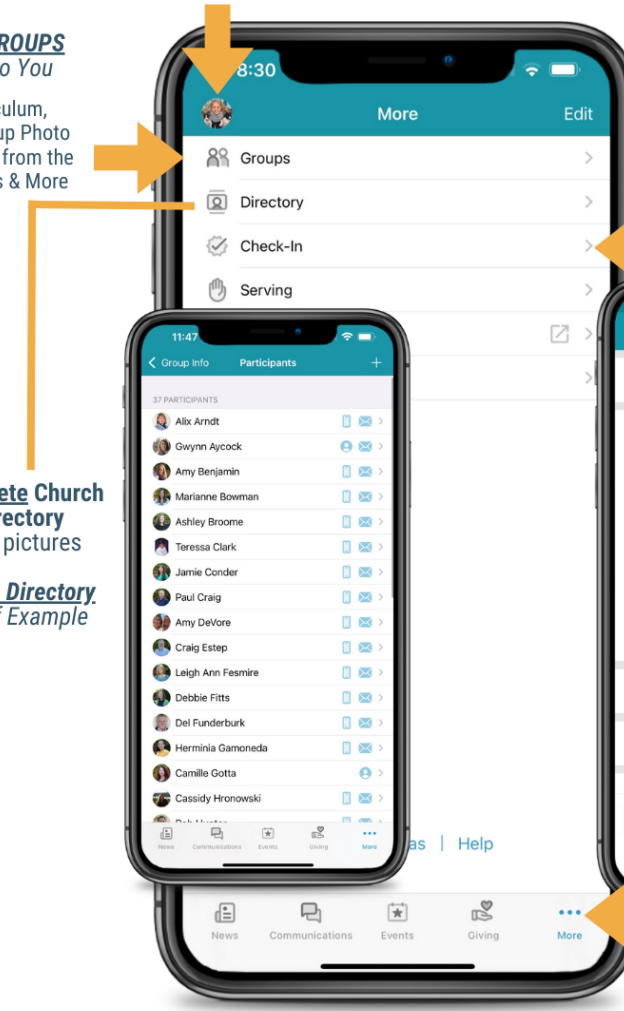 ROUPS
o You
culum,
up Photo
from the
s & More
8:30
More
Edit
Groups
Directory
Check-In
Serving
11:47
Group Info
Participants
37 PARTICIPANTS
Alix Arndt
Gwynn Aycock
Amy Benjamin
Marianne Bowman
Ashley Broome
Teressa Clark
Jamie Conder
Paul Craig
Amy DeVore
Craig Estep
Leigh Ann Fesmire
Debbie Fitts
Del Funderburk
Herminia Gamoneda
Camille Gotta
Cassidy Hronowski
News
Communications
Events
Giving
More
ete Church
rectory
pictures
Directory
f Example
as | Help
News
Communications
Events
Giving
More